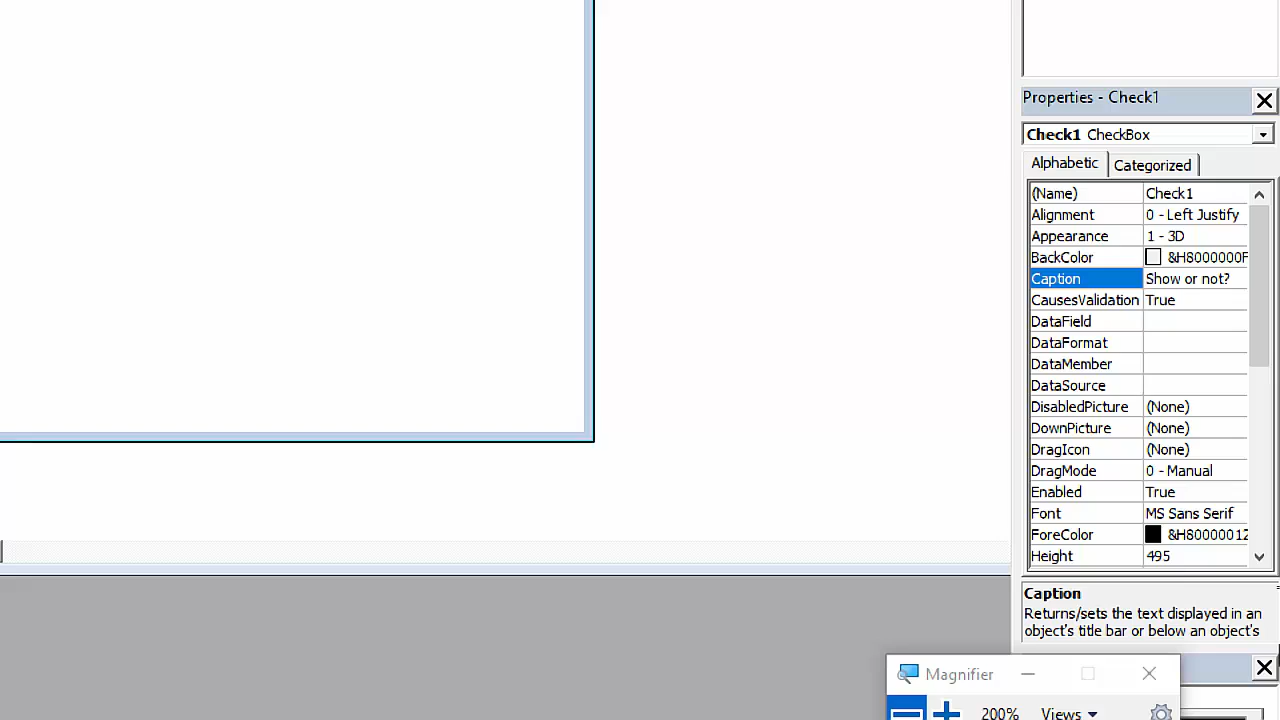 Properties - Check1
Check1 CheckBox
Alphabetic Categorized
(Name) Check1
Alignment 0 - Left Justify
Appearance 1 - 3D
BackColor &H8000000F
Caption Show or not?
CausesValidation True
DataField
DataFormat
DataMember
DataSource
DisabledPicture (None)
DownPicture (None)
DragIcon (None)
DragMode 0 - Manual
Enabled True
Font MS Sans Serif
ForeColor &H80000012
Height 495
Caption
Returns/sets the text displayed in an
object's title bar or below an object's
Magnifier
200% Views